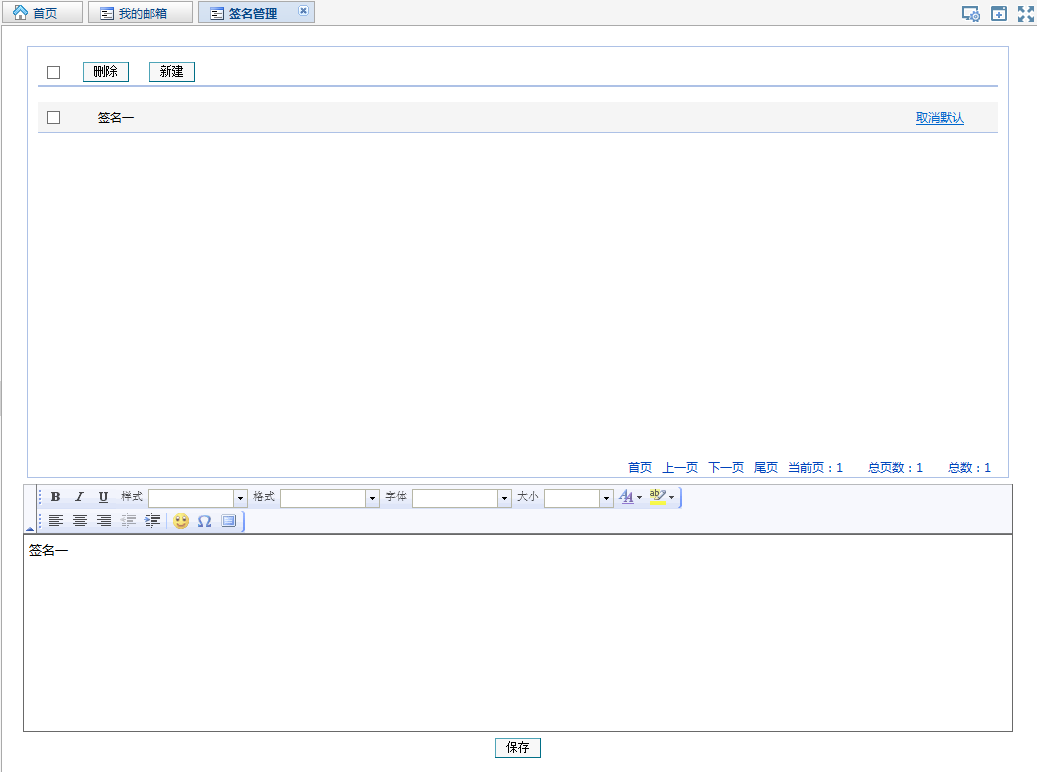 首页 我的邮箱 签名管理
删除 新建
签名一 取消默认
首页 上一页 下一页 尾页 当前页：1 总页数：1 总数：1
B I U 样式 格式 字体 大小
签名一
保存